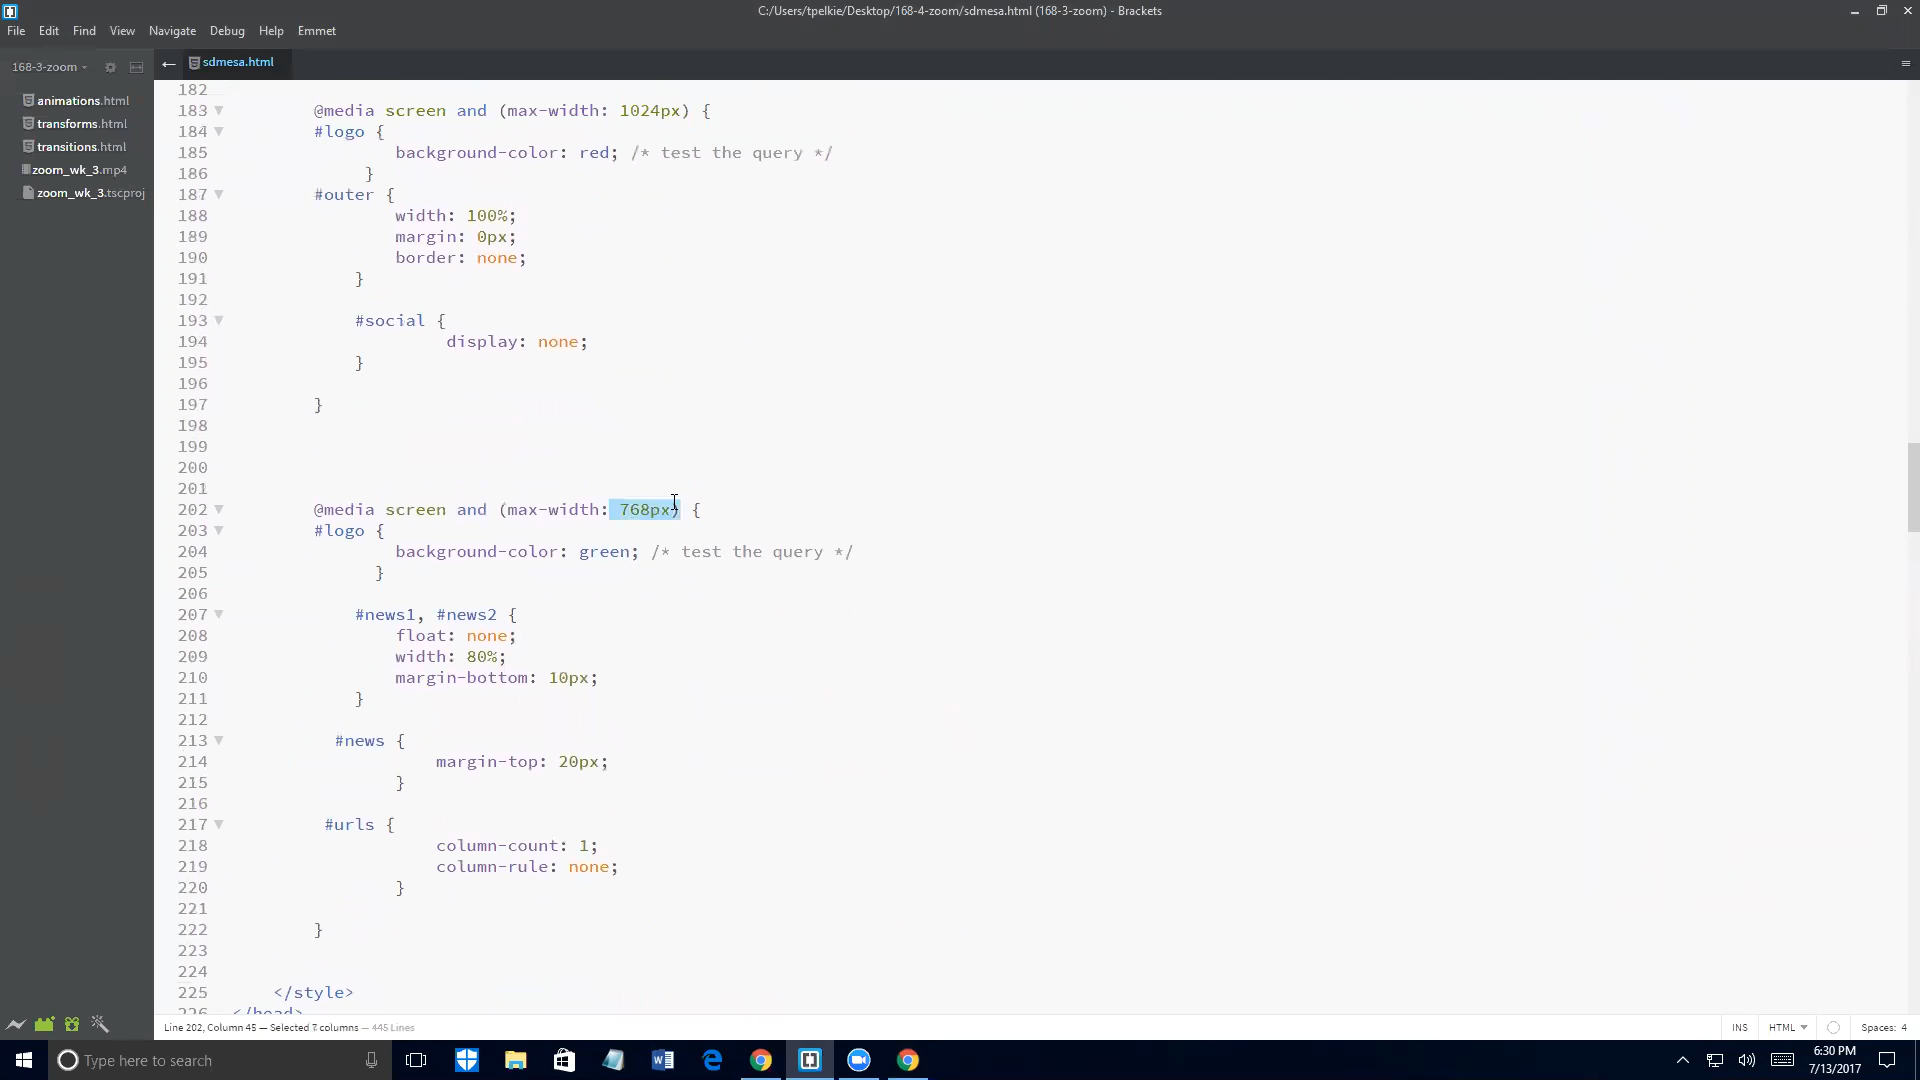 C:/Users/tpelkie/Desktop/168-4-zoom/sdmesa.html (168-3-zoom) - Brackets
File Edit Find View Navigate Debug Help Emmet
168-3-zoom
sdmesa.html
animations.html
transforms.html
transitions.html
zoom_wk_3.mp4
zoom_wk_3.tscproj
182
183 @media screen and (max-width: 1024px) {
184 #logo {
185 background-color: red; /* test the query */
186 }
187 #outer {
188 width: 100%;
189 margin: 0px;
190 border: none;
191 }
192
193 #social {
194 display: none;
195 }
196
197 }
198
199
200
201
202 @media screen and (max-width: 768px) {
203 #logo {
204 background-color: green; /* test the query */
205 }
206
207 #news1, #news2 {
208 float: none;
209 width: 80%;
210 margin-bottom: 10px;
211 }
212
213 #news {
214 margin-top: 20px;
215 }
216
217 #urls {
218 column-count: 1;
219 column-rule: none;
220 }
221
222 }
223
224
225 </style>
226 </head>
Line 202, Column 45 — Selected 7 columns — 445 Lines
INS HTML Spaces: 4
Type here to search
6:30 PM
7/13/2017